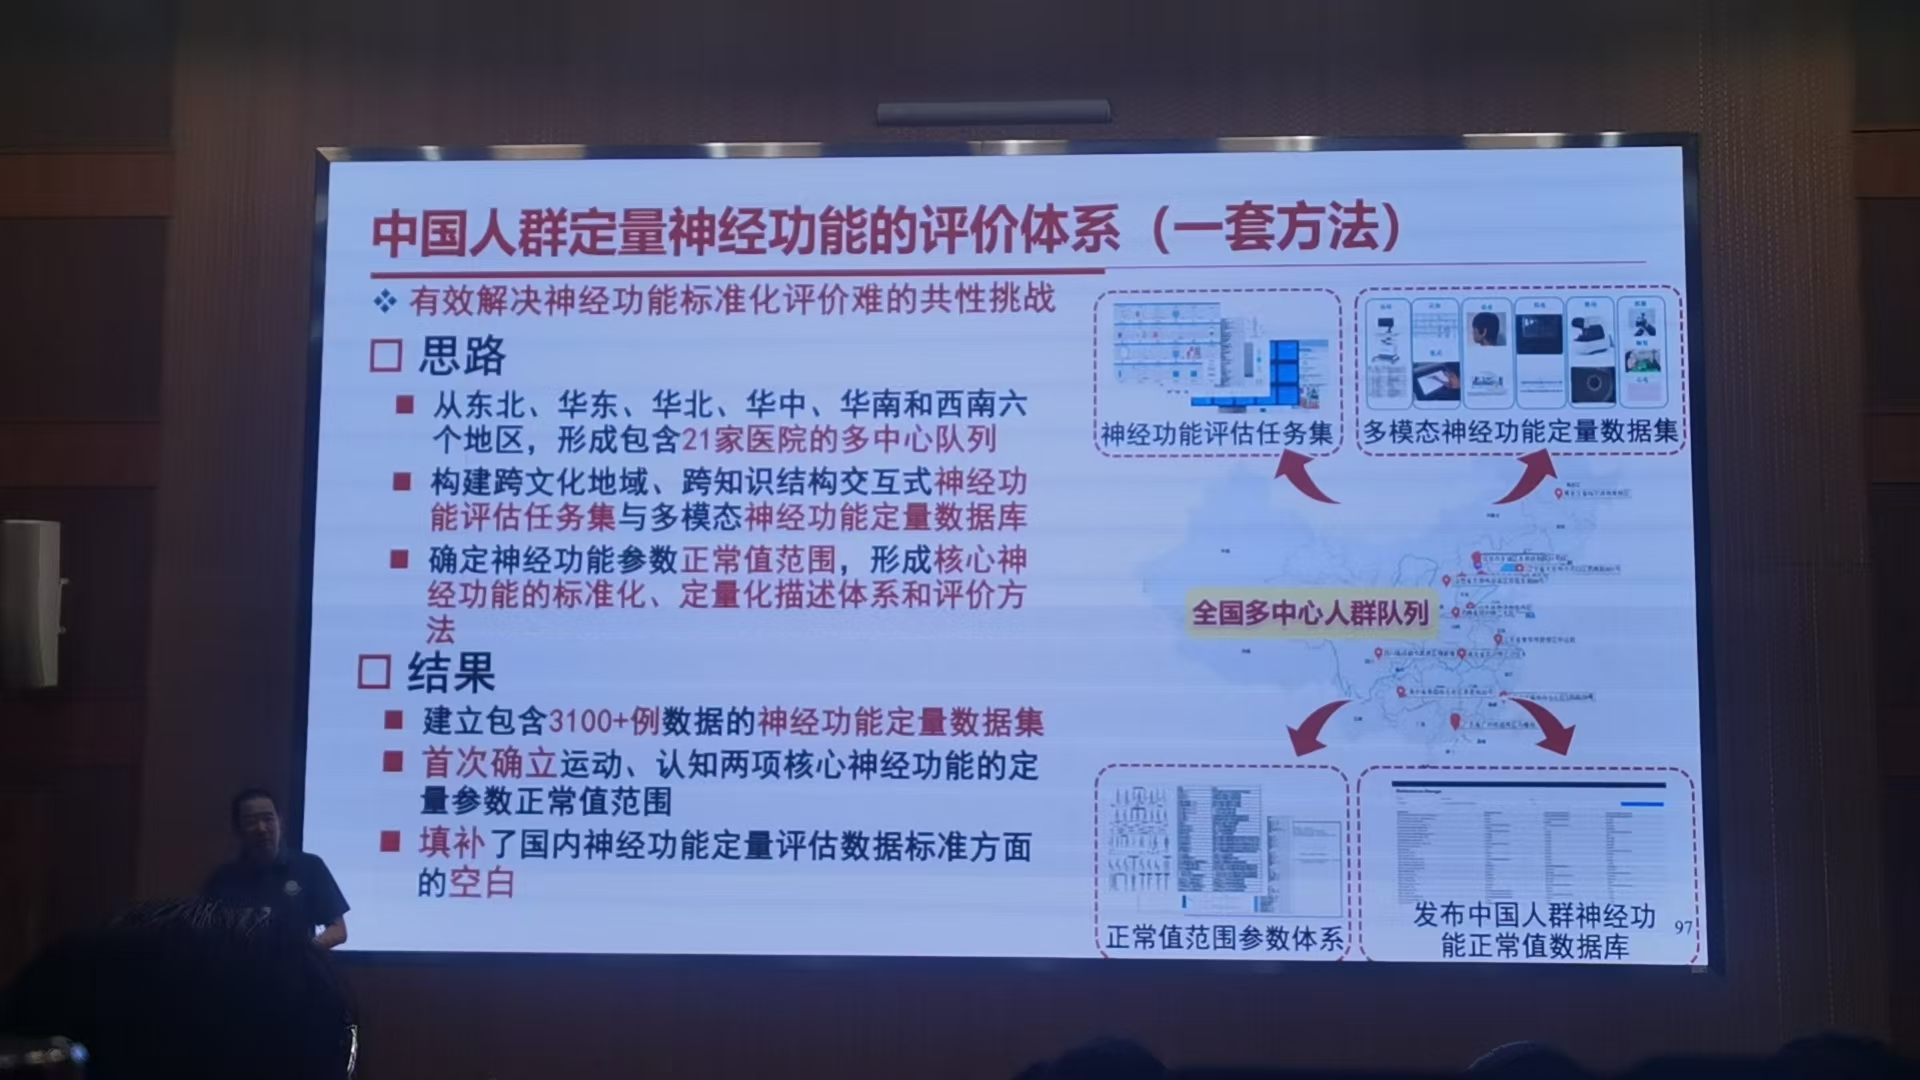 中国人群定量神经功能的评价体系（一套方法）
有效解决神经功能标准化评价难的共性挑战
思路
从东北、华东、华北、华中、华南和西南六
个地区，形成包含21家医院的多中心队列
构建跨文化地域、跨知识结构交互式神经功
能评估任务集与多模态神经功能定量数据库
确定神经功能参数正常值范围，形成核心神
经功能的标准化、定量化描述体系和评价方
法
结果
建立包含3100+例数据的神经功能定量数据集
首次确立运动、认知两项核心神经功能的定
量参数正常值范围
填补了国内神经功能定量评估数据标准方面
的空白
神经功能评估任务集
多模态神经功能定量数据集
全国多中心人群队列
正常值范围参数体系
发布中国人群神经功
能正常值数据库
97